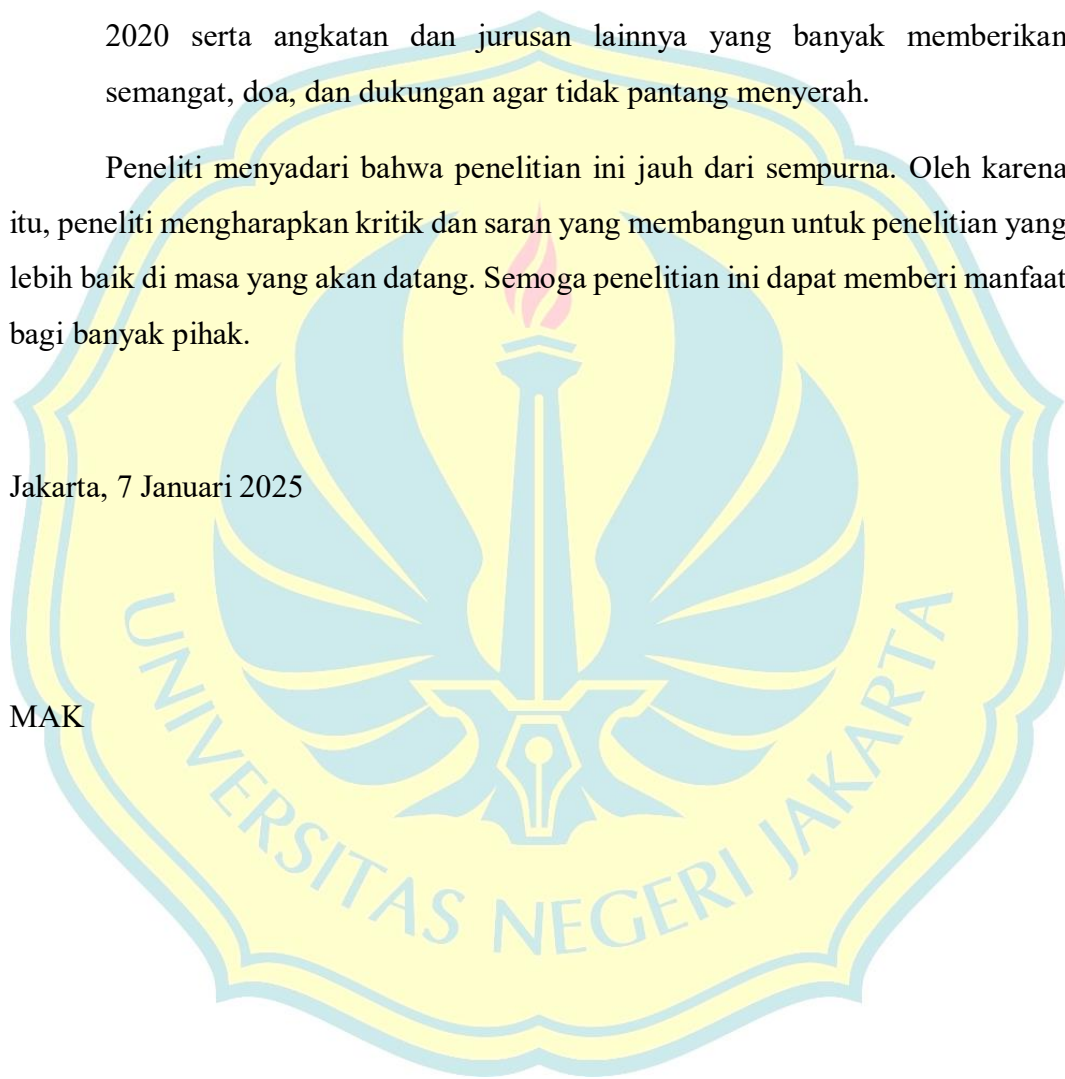 2020 serta angkatan dan jurusan lainnya yang banyak memberikan
semangat, doa, dan dukungan agar tidak pantang menyerah.
Peneliti menyadari bahwa penelitian ini jauh dari sempurna. Oleh karena
itu, peneliti mengharapkan kritik dan saran yang membangun untuk penelitian yang
lebih baik di masa yang akan datang. Semoga penelitian ini dapat memberi manfaat
bagi banyak pihak.
Jakarta, 7 Januari 2025
MAK
UNIVERSITAS NEGERI JAKARTA